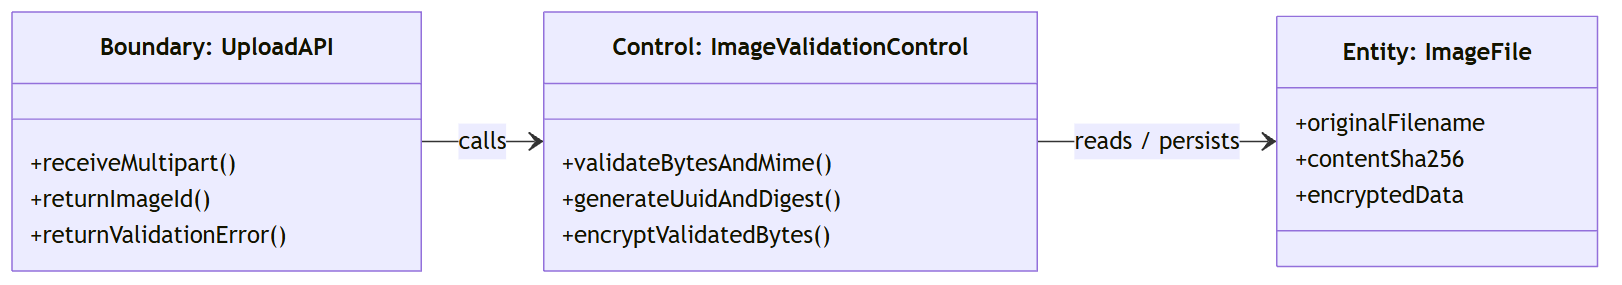 Boundary: UploadAPI
+receiveMultipart()
+returnImageId()
+returnValidationError()
calls
Control: ImageValidationControl
+validateBytesAndMime()
+generateUuidAndDigest()
+encryptValidatedBytes()
reads / persists
Entity: ImageFile
+originalFilename
+contentSha256
+encryptedData